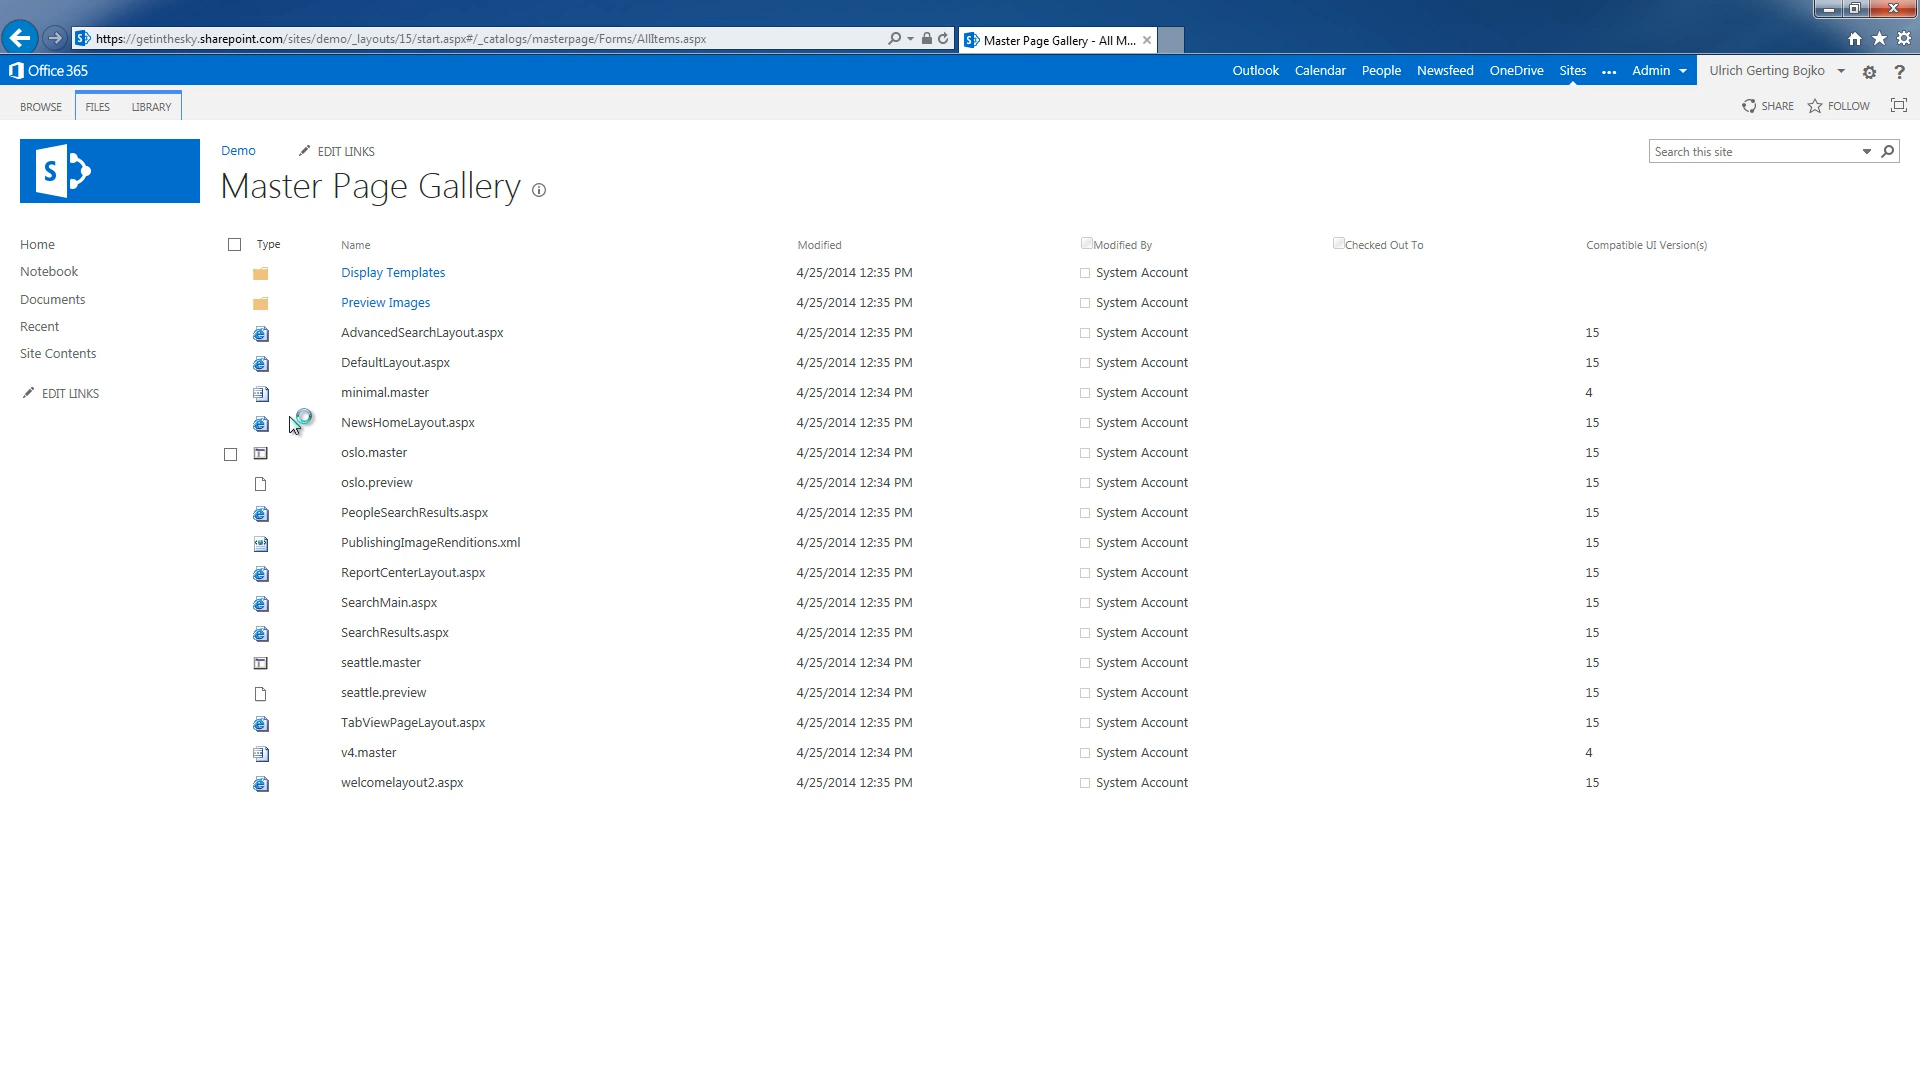 https://getinthesky.sharepoint.com/sites/demo/_layouts/15/start.aspx#/_catalogs/masterpage/Forms/AllItems.aspx
Master Page Gallery - All M...
Office 365
Outlook Calendar People Newsfeed OneDrive Sites ... Admin Ulrich Gerting Bojko ?
BROWSE FILES LIBRARY SHARE FOLLOW
S
Demo EDIT LINKS
Search this site
Master Page Gallery
Home
Notebook
Documents
Recent
Site Contents
EDIT LINKS
Type Name Modified Modified By Checked Out To Compatible UI Version(s)
Display Templates 4/25/2014 12:35 PM System Account
Preview Images 4/25/2014 12:35 PM System Account
AdvancedSearchLayout.aspx 4/25/2014 12:35 PM System Account 15
DefaultLayout.aspx 4/25/2014 12:35 PM System Account 15
minimal.master 4/25/2014 12:34 PM System Account 4
NewsHomeLayout.aspx 4/25/2014 12:35 PM System Account 15
oslo.master 4/25/2014 12:34 PM System Account 15
oslo.preview 4/25/2014 12:34 PM System Account 15
PeopleSearchResults.aspx 4/25/2014 12:35 PM System Account 15
PublishingImageRenditions.xml 4/25/2014 12:35 PM System Account 15
ReportCenterLayout.aspx 4/25/2014 12:35 PM System Account 15
SearchMain.aspx 4/25/2014 12:35 PM System Account 15
SearchResults.aspx 4/25/2014 12:35 PM System Account 15
seattle.master 4/25/2014 12:34 PM System Account 15
seattle.preview 4/25/2014 12:34 PM System Account 15
TabViewPageLayout.aspx 4/25/2014 12:35 PM System Account 15
v4.master 4/25/2014 12:34 PM System Account 4
welcomelayout2.aspx 4/25/2014 12:35 PM System Account 15